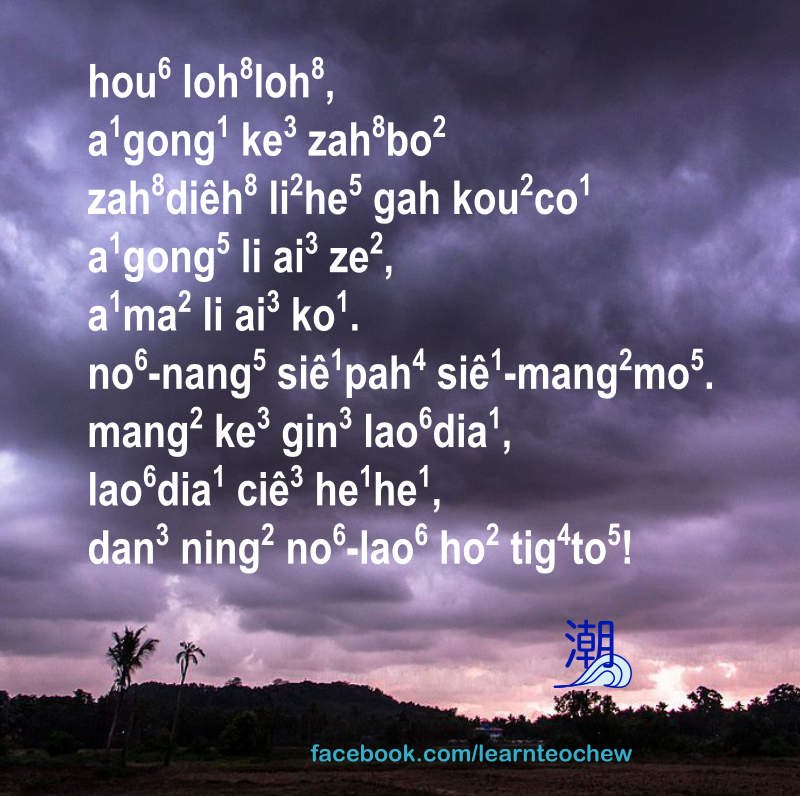 hou⁶ loh⁸loh⁸,
a¹gong¹ ke³ zah⁸bo²
zah⁸diêh⁸ li²he⁵ gah kou²co¹
a¹gong⁵ li ai³ ze²,
a¹ma² li ai³ ko¹.
no⁶-nang⁵ siê¹pah⁴ siê¹-mang²mo⁵.
mang² ke³ gin³ lao⁶dia¹,
lao⁶dia¹ ciê³ he¹he¹,
dan³ ning² no⁶-lao⁶ ho² tig⁴to⁵!
潮
facebook.com/learnteochew